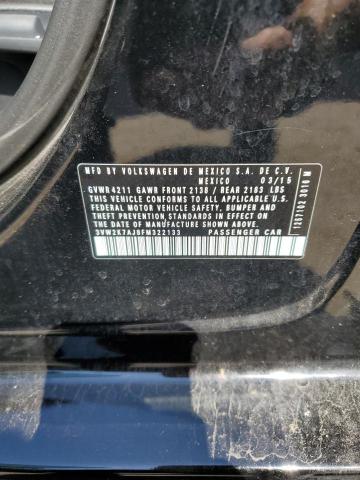 MFD BY VOLKSWAGEN DE MEXICO S.A. DE C.V.
MEXICO 03/15
GVWR 4211 GAWR FRONT 2138 / REAR 2183 LBS
THIS VEHICLE CONFORMS TO ALL APPLICABLE U.S.
FEDERAL MOTOR VEHICLE SAFETY, BUMPER AND
THEFT PREVENTION STANDARDS IN EFFECT ON
THE DATE OF MANUFACTURE SHOWN ABOVE.
3VW2K7AJ9FM322133 PASSENGER CAR